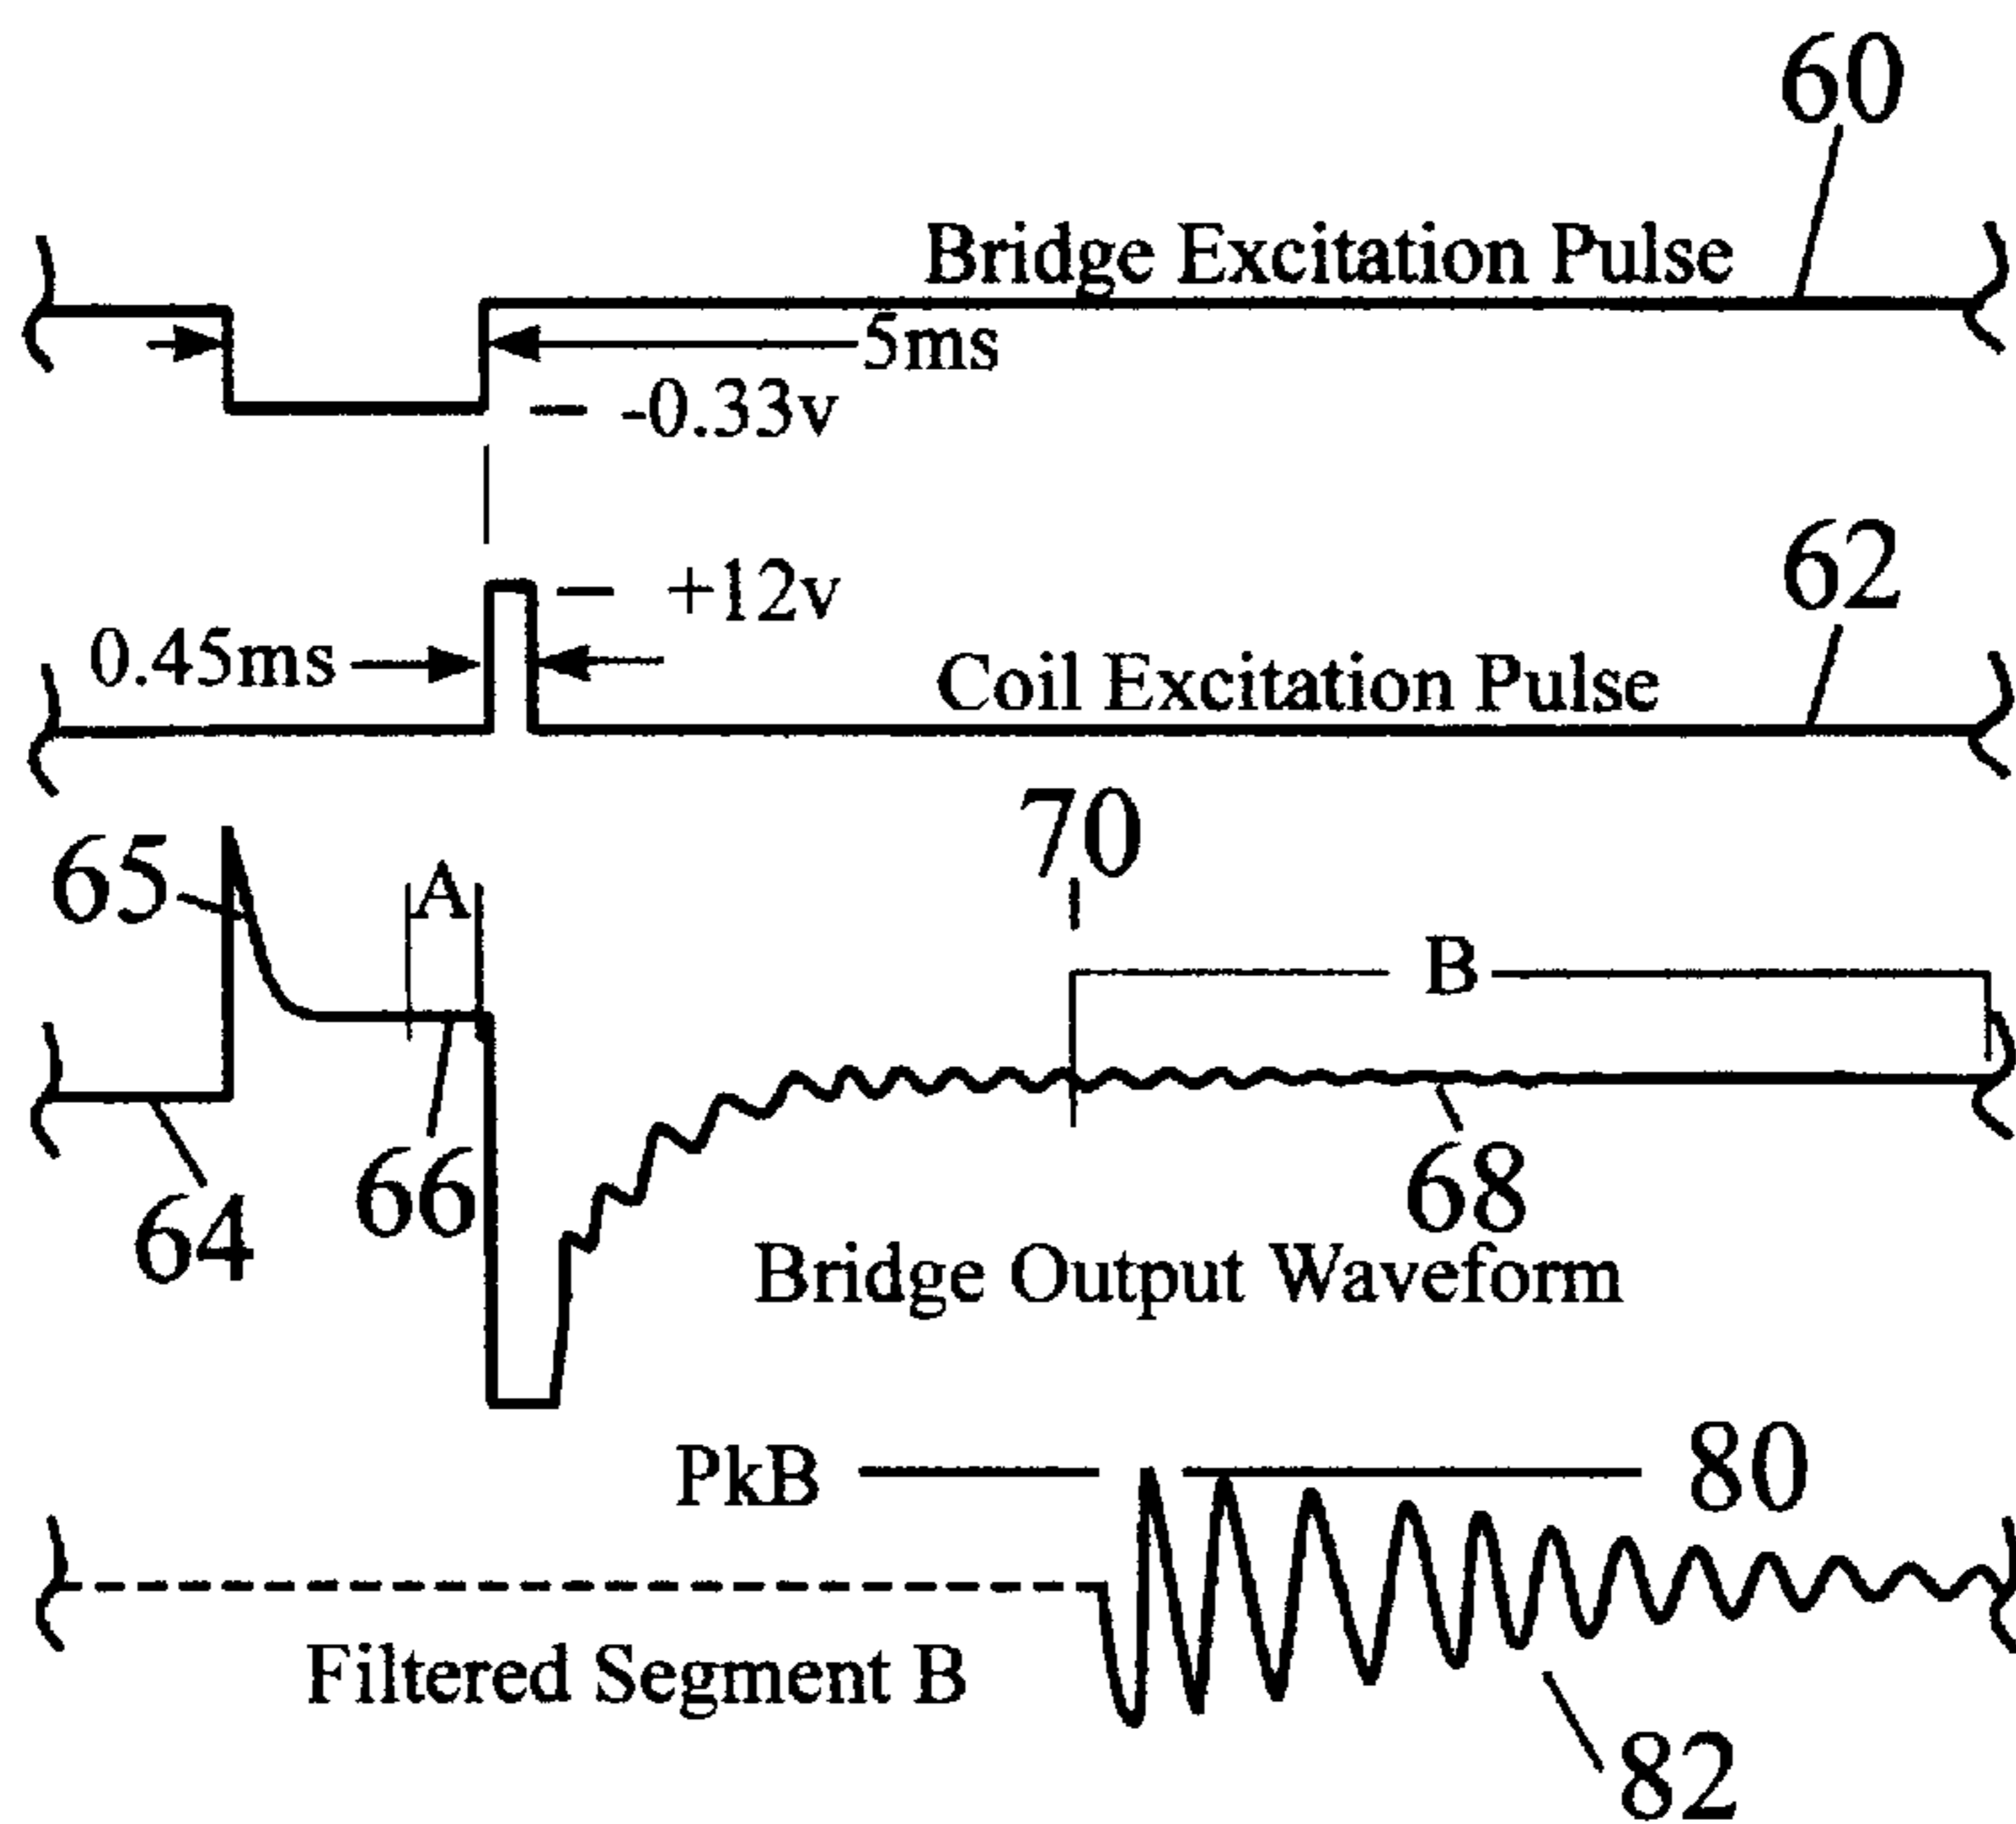 60
Bridge Excitation Pulse
5ms
-0.33v
62
+12v
0.45ms
Coil Excitation Pulse
70
65
A
B
66
68
64
Bridge Output Waveform
PkB
80
Filtered Segment B
82